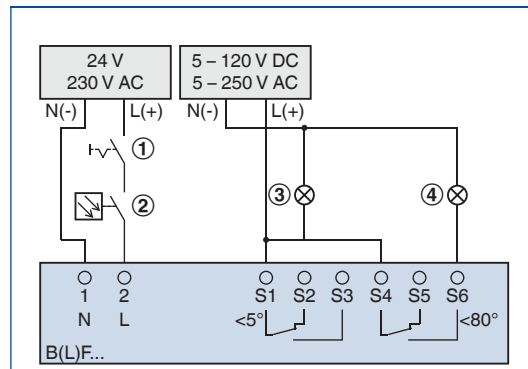 24 V
230 V AC
5 – 120 V DC
5 – 250 V AC
N(-)
L(+)
N(-)
L(+)
①
②
③
④
1
2
S1
S2
S3
S4
S5
S6
N
L
<5°
<80°
B(L)F...